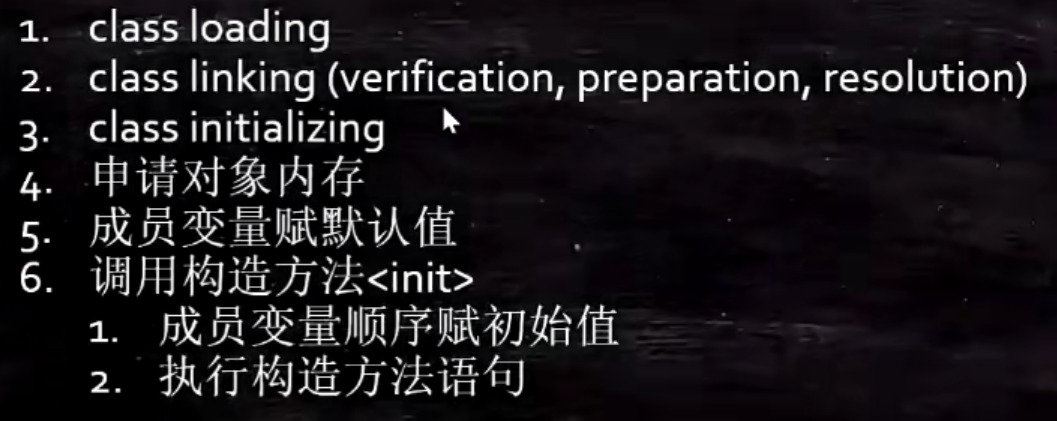 1. class loading
2. class linking (verification, preparation, resolution)
3. class initializing
4. 申请对象内存
5. 成员变量赋默认值
6. 调用构造方法<init>
1. 成员变量顺序赋初始值
2. 执行构造方法语句